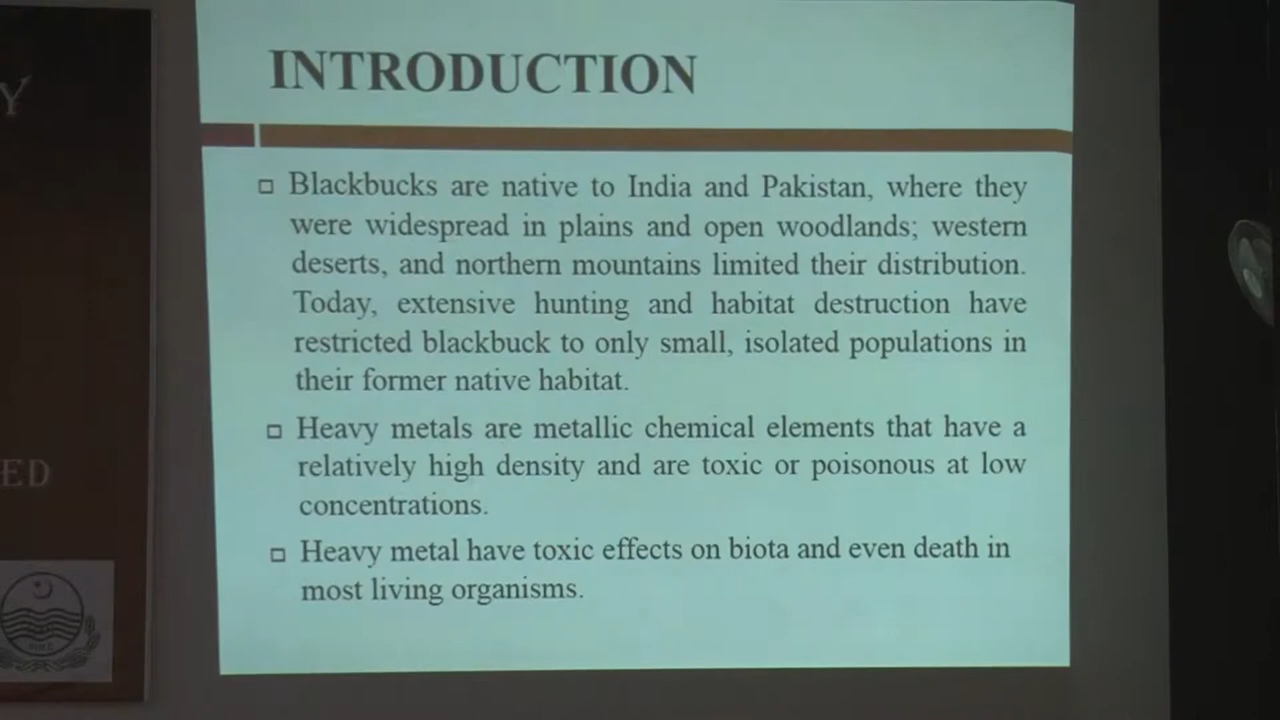 Y
ED
INTRODUCTION
Blackbucks are native to India and Pakistan, where they
were widespread in plains and open woodlands; western
deserts, and northern mountains limited their distribution.
Today, extensive hunting and habitat destruction have
restricted blackbuck to only small, isolated populations in
their former native habitat.
Heavy metals are metallic chemical elements that have a
relatively high density and are toxic or poisonous at low
concentrations.
Heavy metal have toxic effects on biota and even death in
most living organisms.